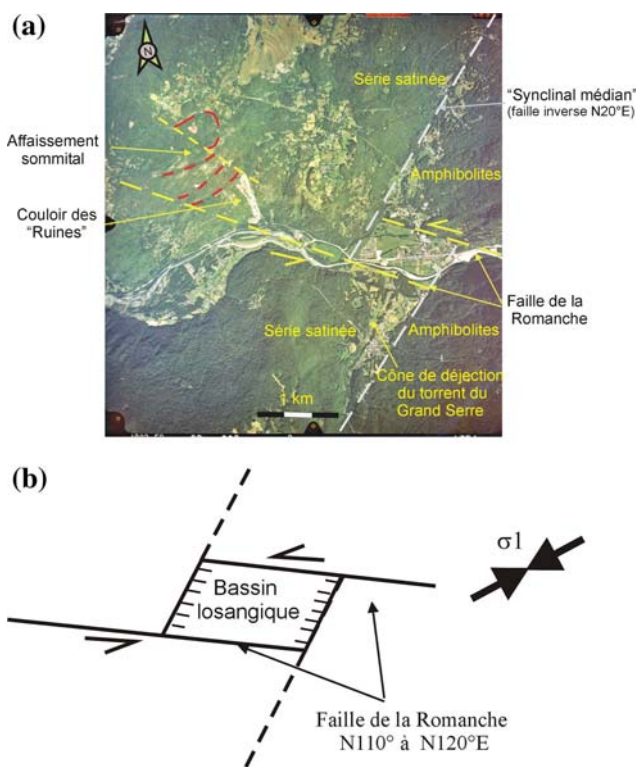 (a)
N
Série satinée
"Synclinal médian"
(faille inverse N20°E)
Affaissement
sommital
Amphibolites
Couloir des
"Ruines"
Faille de la
Romanche
Série satinée
Amphibolites
Cône de déjection
du torrent du
Grand Serre
1 km
(b)
σ1
Bassin
losangique
Faille de la Romanche
N110° à N120°E